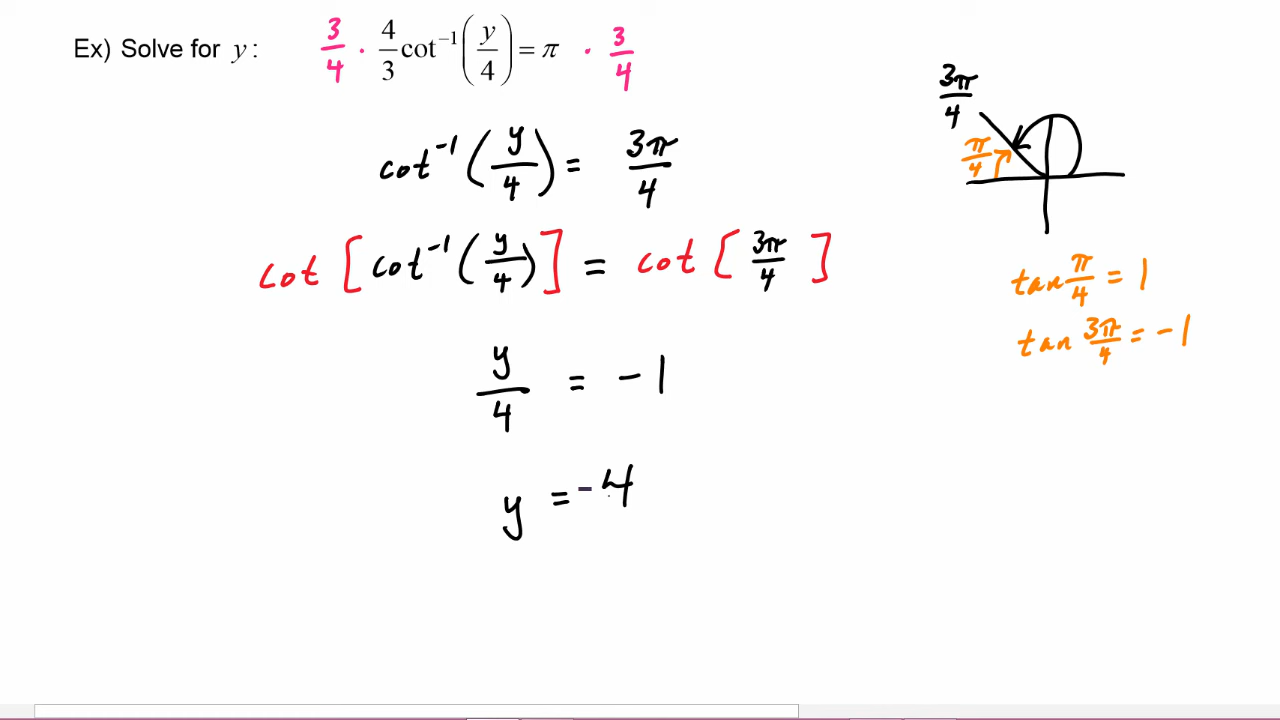 Ex) Solve for y: 3/4 · 4/3 cot⁻¹(y/4) = π · 3/4
cot⁻¹(y/4) = 3π/4
cot[cot⁻¹(y/4)] = cot[3π/4]
y/4 = -1
y = -4
3π/4
π/4
tan π/4 = 1
tan 3π/4 = -1